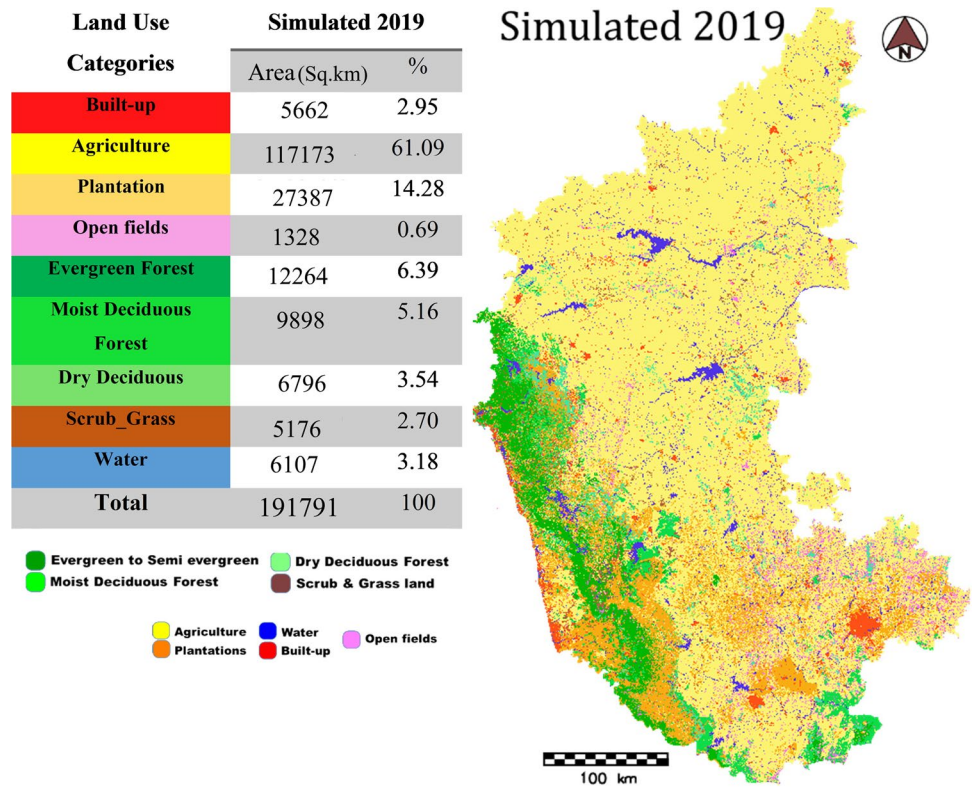 Land Use Categories Simulated 2019
Area(Sq.km) %
Built-up 5662 2.95
Agriculture 117173 61.09
Plantation 27387 14.28
Open fields 1328 0.69
Evergreen Forest 12264 6.39
Moist Deciduous Forest 9898 5.16
Dry Deciduous 6796 3.54
Scrub_Grass 5176 2.70
Water 6107 3.18
Total 191791 100
Evergreen to Semi evergreen Dry Deciduous Forest
Moist Deciduous Forest Scrub & Grass land
Agriculture Water Open fields
Plantations Built-up
Simulated 2019
N
100 km